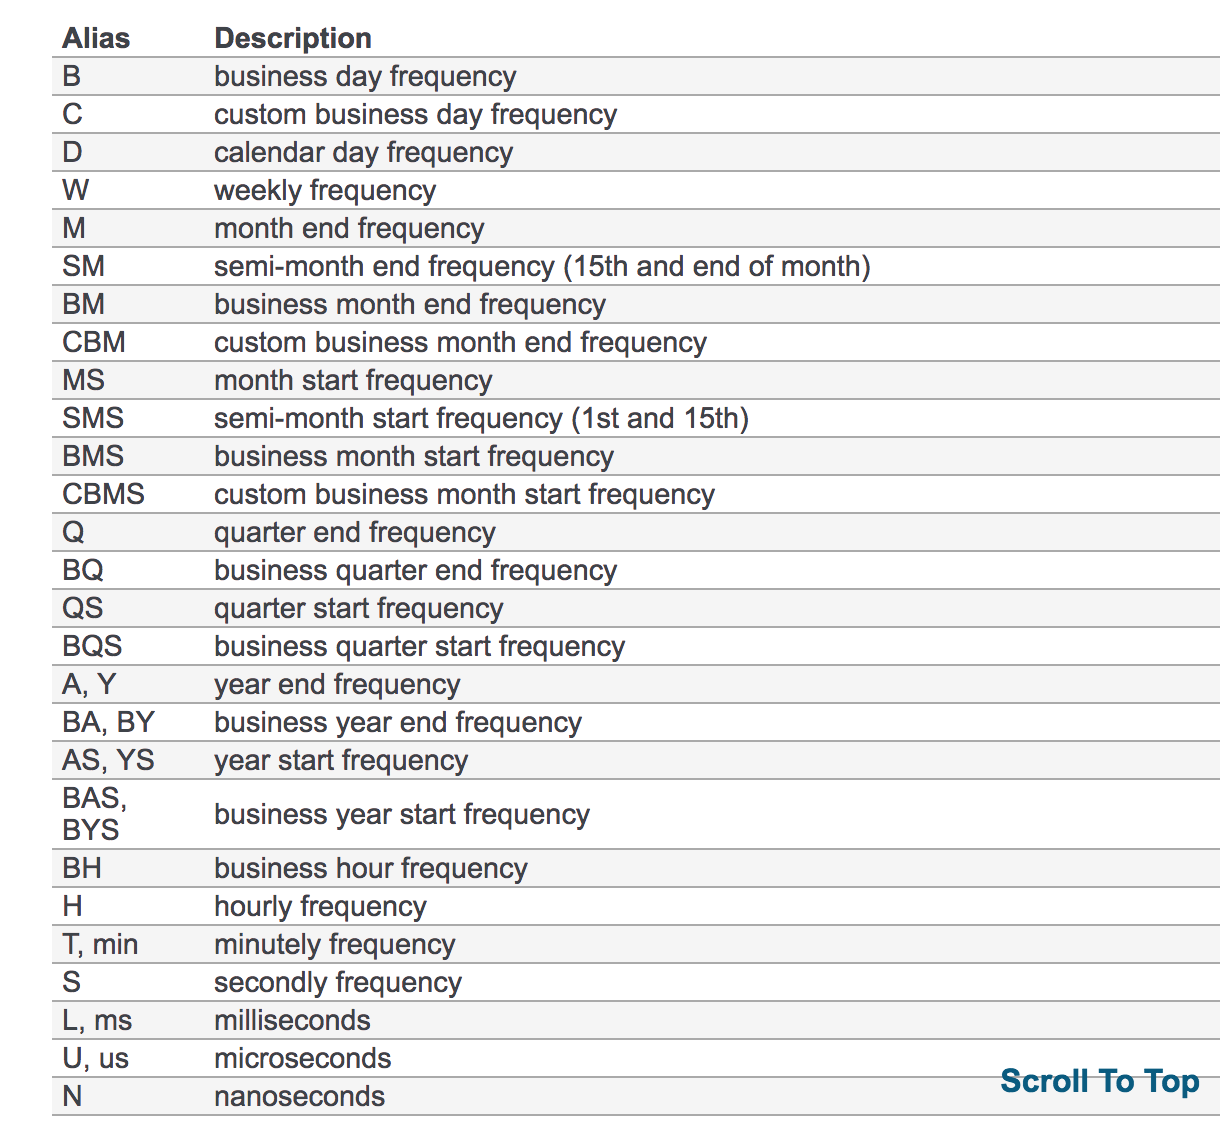 Alias Description
B business day frequency
C custom business day frequency
D calendar day frequency
W weekly frequency
M month end frequency
SM semi-month end frequency (15th and end of month)
BM business month end frequency
CBM custom business month end frequency
MS month start frequency
SMS semi-month start frequency (1st and 15th)
BMS business month start frequency
CBMS custom business month start frequency
Q quarter end frequency
BQ business quarter end frequency
QS quarter start frequency
BQS business quarter start frequency
A, Y year end frequency
BA, BY business year end frequency
AS, YS year start frequency
BAS,
BYS business year start frequency
BH business hour frequency
H hourly frequency
T, min minutely frequency
S secondly frequency
L, ms milliseconds
U, us microseconds
N nanoseconds
Scroll To Top